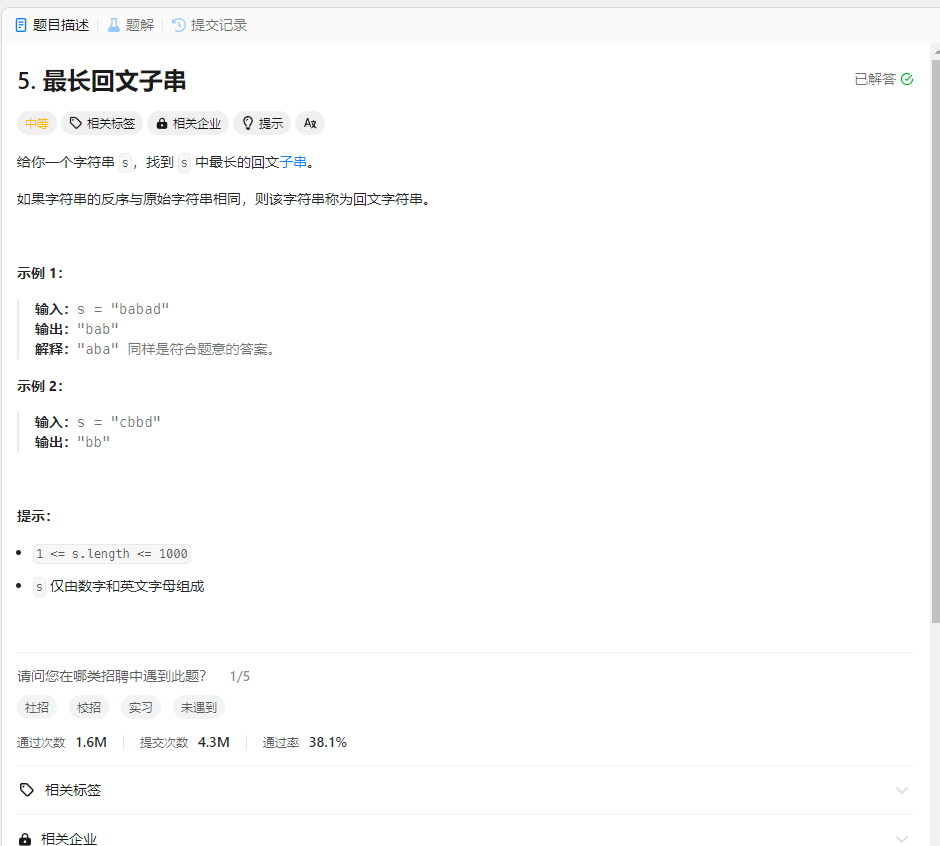 题目描述 题解 提交记录
5. 最长回文子串 已解答
中等 相关标签 相关企业 提示 Az
给你一个字符串 s，找到 s 中最长的回文子串。
如果字符串的反序与原始字符串相同，则该字符串称为回文字符串。
示例 1：
输入：s = "babad"
输出："bab"
解释："aba" 同样是符合题意的答案。
示例 2：
输入：s = "cbbd"
输出："bb"
提示：
1 <= s.length <= 1000
s 仅由数字和英文字母组成
请问您在哪类招聘中遇到此题？ 1/5
社招 校招 实习 未遇到
通过次数 1.6M 提交次数 4.3M 通过率 38.1%
相关标签
相关企业